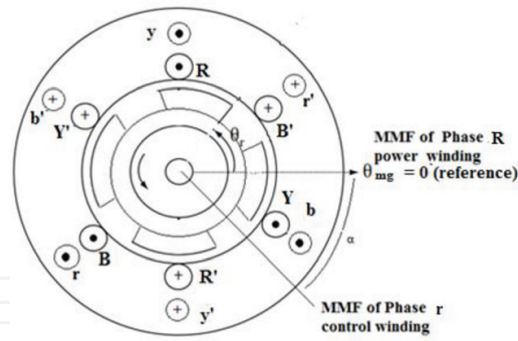 y
R
b'
Y'
r'
B'
θr
MMF of Phase R
power winding
θmg = 0 (reference)
Y
b
α
B
r
R'
y'
MMF of Phase r
control winding